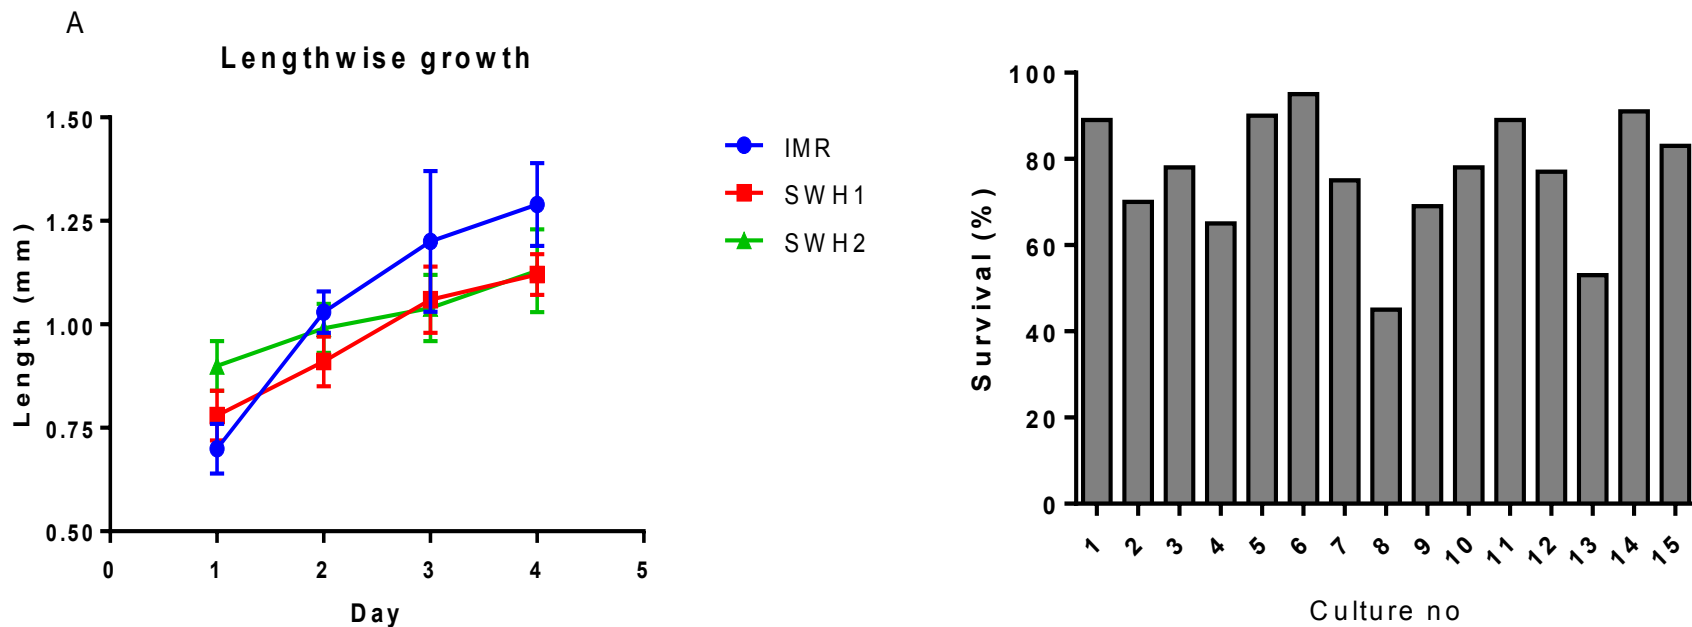 A
Lengthwise growth
Length (mm)
1.50
1.25
1.00
0.75
0.50
0 1 2 3 4 5
Day
IMR
SWH1
SWH2
Survival (%)
100
80
60
40
20
0
1 2 3 4 5 6 7 8 9 10 11 12 13 14 15
Culture no